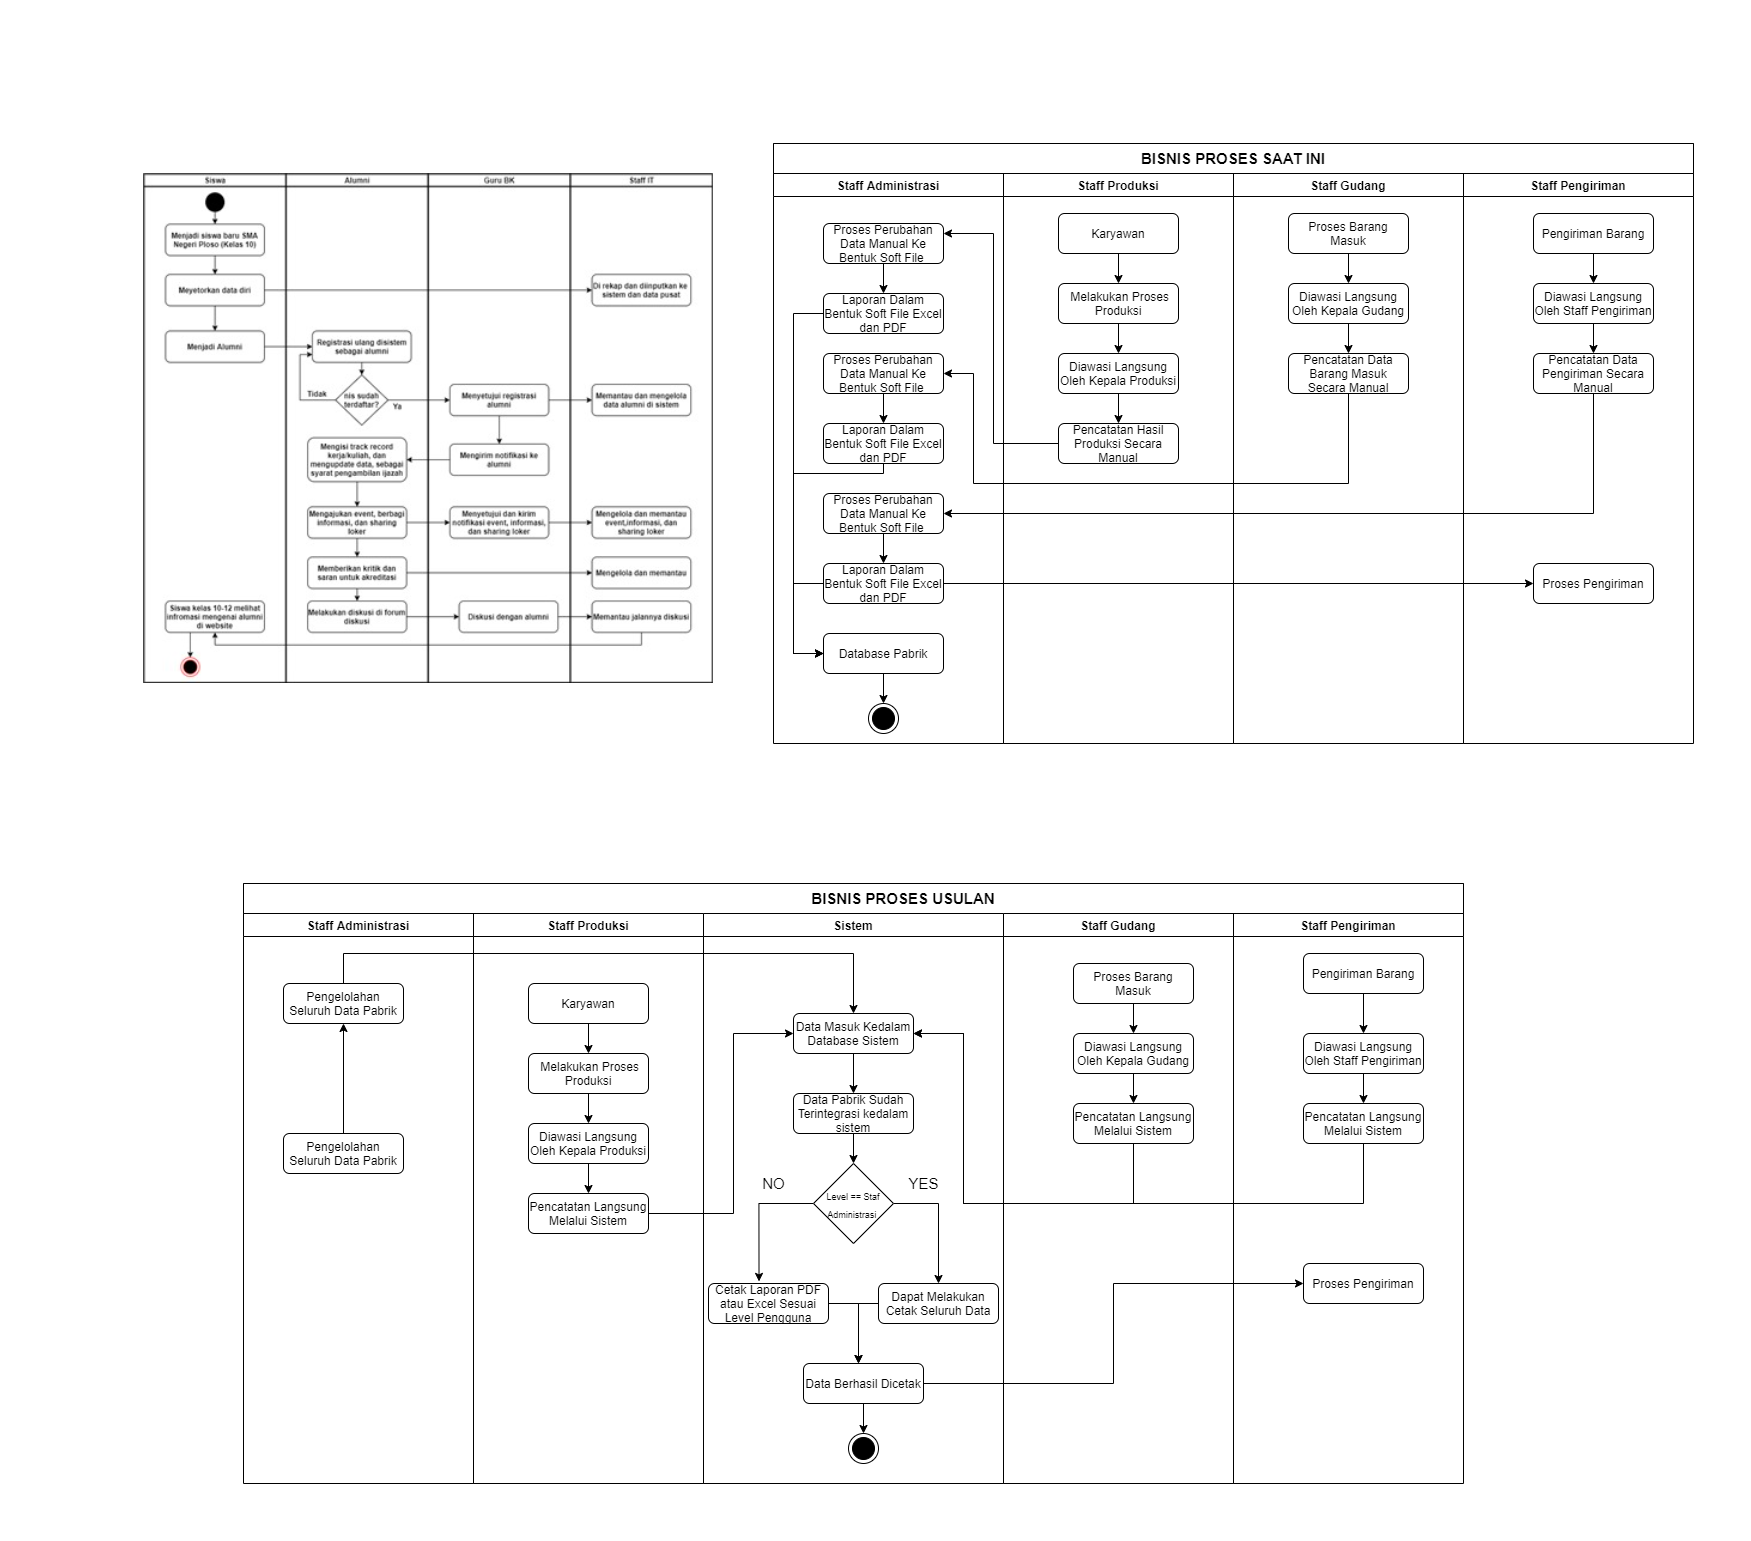 Siswa
Alumni
Guru BK
Staff IT
Menjadi siswa baru SMA
Negeri Ploso (Kelas 10)
Meyetorkan data diri
Di rekap dan diinputkan ke
sistem dan data pusat
Menjadi Alumni
Registrasi ulang disistem
sebagai alumni
nis sudah
terdaftar?
Tidak
Ya
Menyetujui registrasi
alumni
Memantau dan mengelola
data alumni di sistem
Mengirim notifikasi ke
alumni
Mengisi track record
kerja/kuliah, dan
mengupdate data, sebagai
syarat pengambilan ijazah
Mengajukan event, berbagi
informasi, dan sharing
loker
Menyetujui dan kirim
notifikasi event, informasi,
dan sharing loker
Mengelola dan memantau
event,informasi, dan
sharing loker
Memberikan kritik dan
saran untuk akreditasi
Mengelola dan memantau
Siswa kelas 10-12 melihat
infromasi mengenai alumni
di website
Melakukan diskusi di forum
diskusi
Diskusi dengan alumni
Memantau jalannya diskusi
BISNIS PROSES SAAT INI
Staff Administrasi
Staff Produksi
Staff Gudang
Staff Pengiriman
Proses Perubahan
Data Manual Ke
Bentuk Soft File
Laporan Dalam
Bentuk Soft File Excel
dan PDF
Proses Perubahan
Data Manual Ke
Bentuk Soft File
Laporan Dalam
Bentuk Soft File Excel
dan PDF
Proses Perubahan
Data Manual Ke
Bentuk Soft File
Laporan Dalam
Bentuk Soft File Excel
dan PDF
Database Pabrik
Karyawan
Melakukan Proses
Produksi
Diawasi Langsung
Oleh Kepala Produksi
Pencatatan Hasil
Produksi Secara
Manual
Proses Barang
Masuk
Diawasi Langsung
Oleh Kepala Gudang
Pencatatan Data
Barang Masuk
Secara Manual
Pengiriman Barang
Diawasi Langsung
Oleh Staff Pengiriman
Pencatatan Data
Pengiriman Secara
Manual
Proses Pengiriman
BISNIS PROSES USULAN
Staff Administrasi
Staff Produksi
Sistem
Staff Gudang
Staff Pengiriman
Pengelolahan
Seluruh Data Pabrik
Pengelolahan
Seluruh Data Pabrik
Karyawan
Melakukan Proses
Produksi
Diawasi Langsung
Oleh Kepala Produksi
Pencatatan Langsung
Melalui Sistem
Data Masuk Kedalam
Database Sistem
Data Pabrik Sudah
Terintegrasi kedalam
sistem
NO
YES
Level == Staf
Administrasi
Cetak Laporan PDF
atau Excel Sesuai
Level Pengguna
Dapat Melakukan
Cetak Seluruh Data
Data Berhasil Dicetak
Proses Barang
Masuk
Diawasi Langsung
Oleh Kepala Gudang
Pencatatan Langsung
Melalui Sistem
Pengiriman Barang
Diawasi Langsung
Oleh Staff Pengiriman
Pencatatan Langsung
Melalui Sistem
Proses Pengiriman